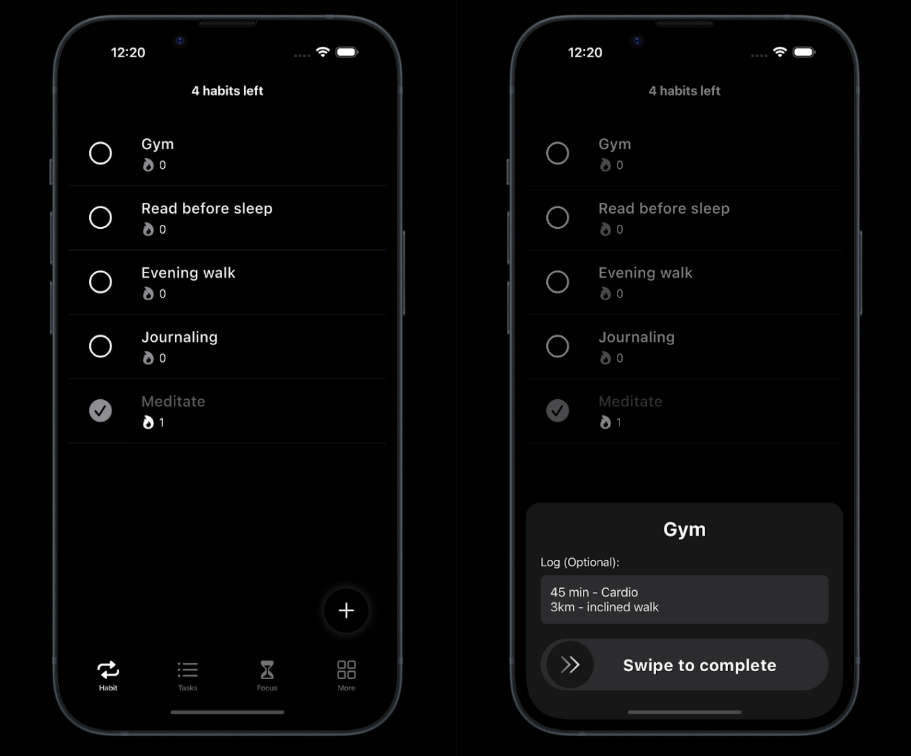 12:20
4 habits left
Gym
0
Read before sleep
0
Evening walk
0
Journaling
0
Meditate
1
Habit
Tasks
Focus
More
12:20
4 habits left
Gym
0
Read before sleep
0
Evening walk
0
Journaling
0
Meditate
1
Gym
Log (Optional):
45 min - Cardio
3km - inclined walk
Swipe to complete